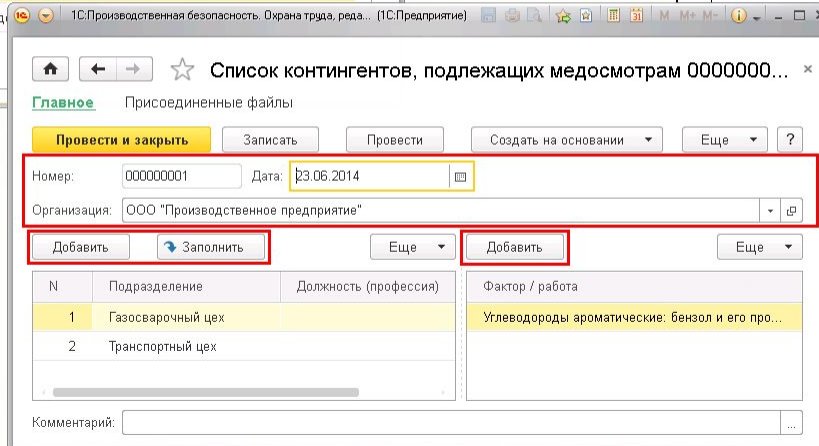 1С:Производственная безопасность. Охрана труда, реда... (1С:Предприятие)
M M+ M-
Список контингентов, подлежащих медосмотрам 0000000...
Главное Присоединенные файлы
Провести и закрыть Записать Провести Создать на основании Еще ?
Номер: 000000001 Дата: 23.06.2014
Организация: ООО "Производственное предприятие"
Добавить Заполнить Еще Добавить Еще
N Подразделение Должность (профессия) Фактор / работа
1 Газосварочный цех Углеводороды ароматические: бензол и его про...
2 Транспортный цех
Комментарий: ...